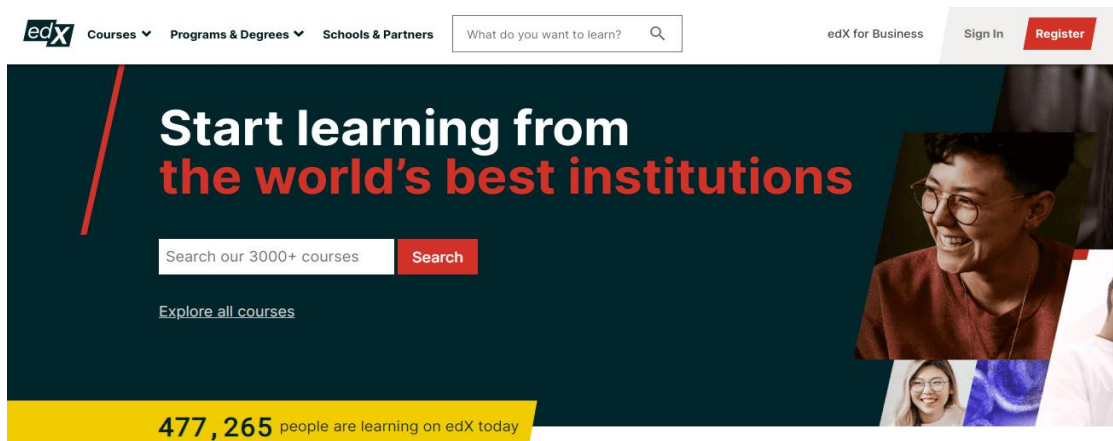 edX Courses Programs & Degrees Schools & Partners What do you want to learn? edX for Business Sign In Register
Start learning from
the world's best institutions
Search our 3000+ courses Search
Explore all courses
477,265 people are learning on edX today